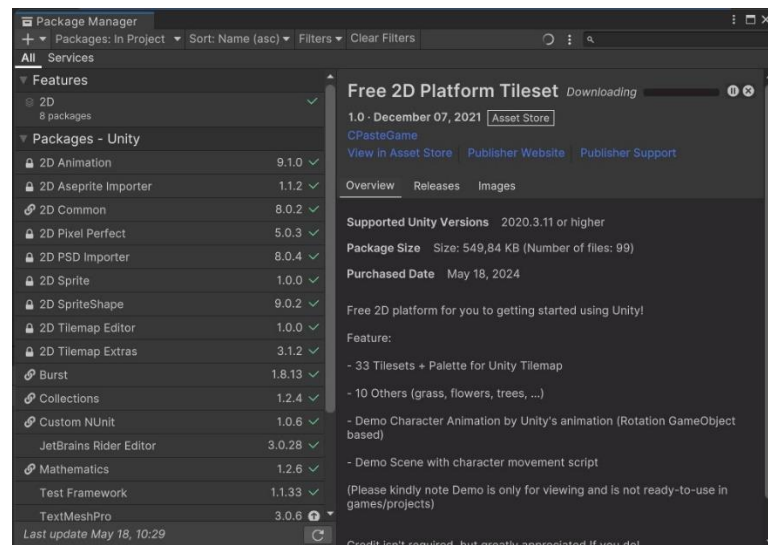 Package Manager
+ Packages: In Project Sort: Name (asc) Filters Clear Filters
All Services
Features
2D
8 packages
Packages - Unity
2D Animation 9.1.0
2D Aseprite Importer 1.1.2
2D Common 8.0.2
2D Pixel Perfect 5.0.3
2D PSD Importer 8.0.4
2D Sprite 1.0.0
2D SpriteShape 9.0.2
2D Tilemap Editor 1.0.0
2D Tilemap Extras 3.1.2
Burst 1.8.13
Collections 1.2.4
Custom NUnit 1.0.6
JetBrains Rider Editor 3.0.28
Mathematics 1.2.6
Test Framework 1.1.33
TextMeshPro 3.0.6
Last update May 18, 10:29
Free 2D Platform Tileset Downloading
1.0 · December 07, 2021 Asset Store
CPasteGame
View in Asset Store Publisher Website Publisher Support
Overview Releases Images
Supported Unity Versions 2020.3.11 or higher
Package Size Size: 549,84 KB (Number of files: 99)
Purchased Date May 18, 2024
Free 2D platform for you to getting started using Unity!
Feature:
- 33 Tilesets + Palette for Unity Tilemap
- 10 Others (grass, flowers, trees, ...)
- Demo Character Animation by Unity's animation (Rotation GameObject
based)
- Demo Scene with character movement script
(Please kindly note Demo is only for viewing and is not ready-to-use in
games/projects)
Credit isn't required, but greatly appreciated If you do!